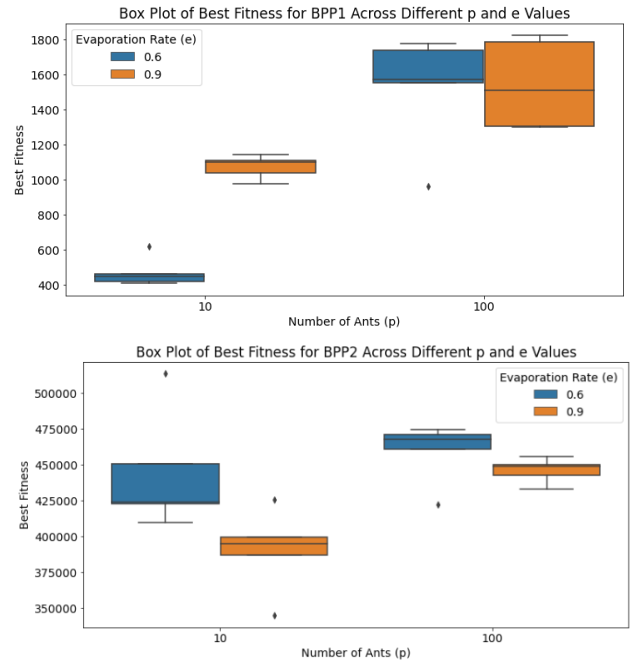 Box Plot of Best Fitness for BPP1 Across Different p and e Values
Evaporation Rate (e)
0.6
0.9
1800
1600
1400
1200
1000
800
600
400
Best Fitness
10
100
Number of Ants (p)
Box Plot of Best Fitness for BPP2 Across Different p and e Values
Evaporation Rate (e)
0.6
0.9
500000
475000
450000
425000
400000
375000
350000
Best Fitness
10
100
Number of Ants (p)